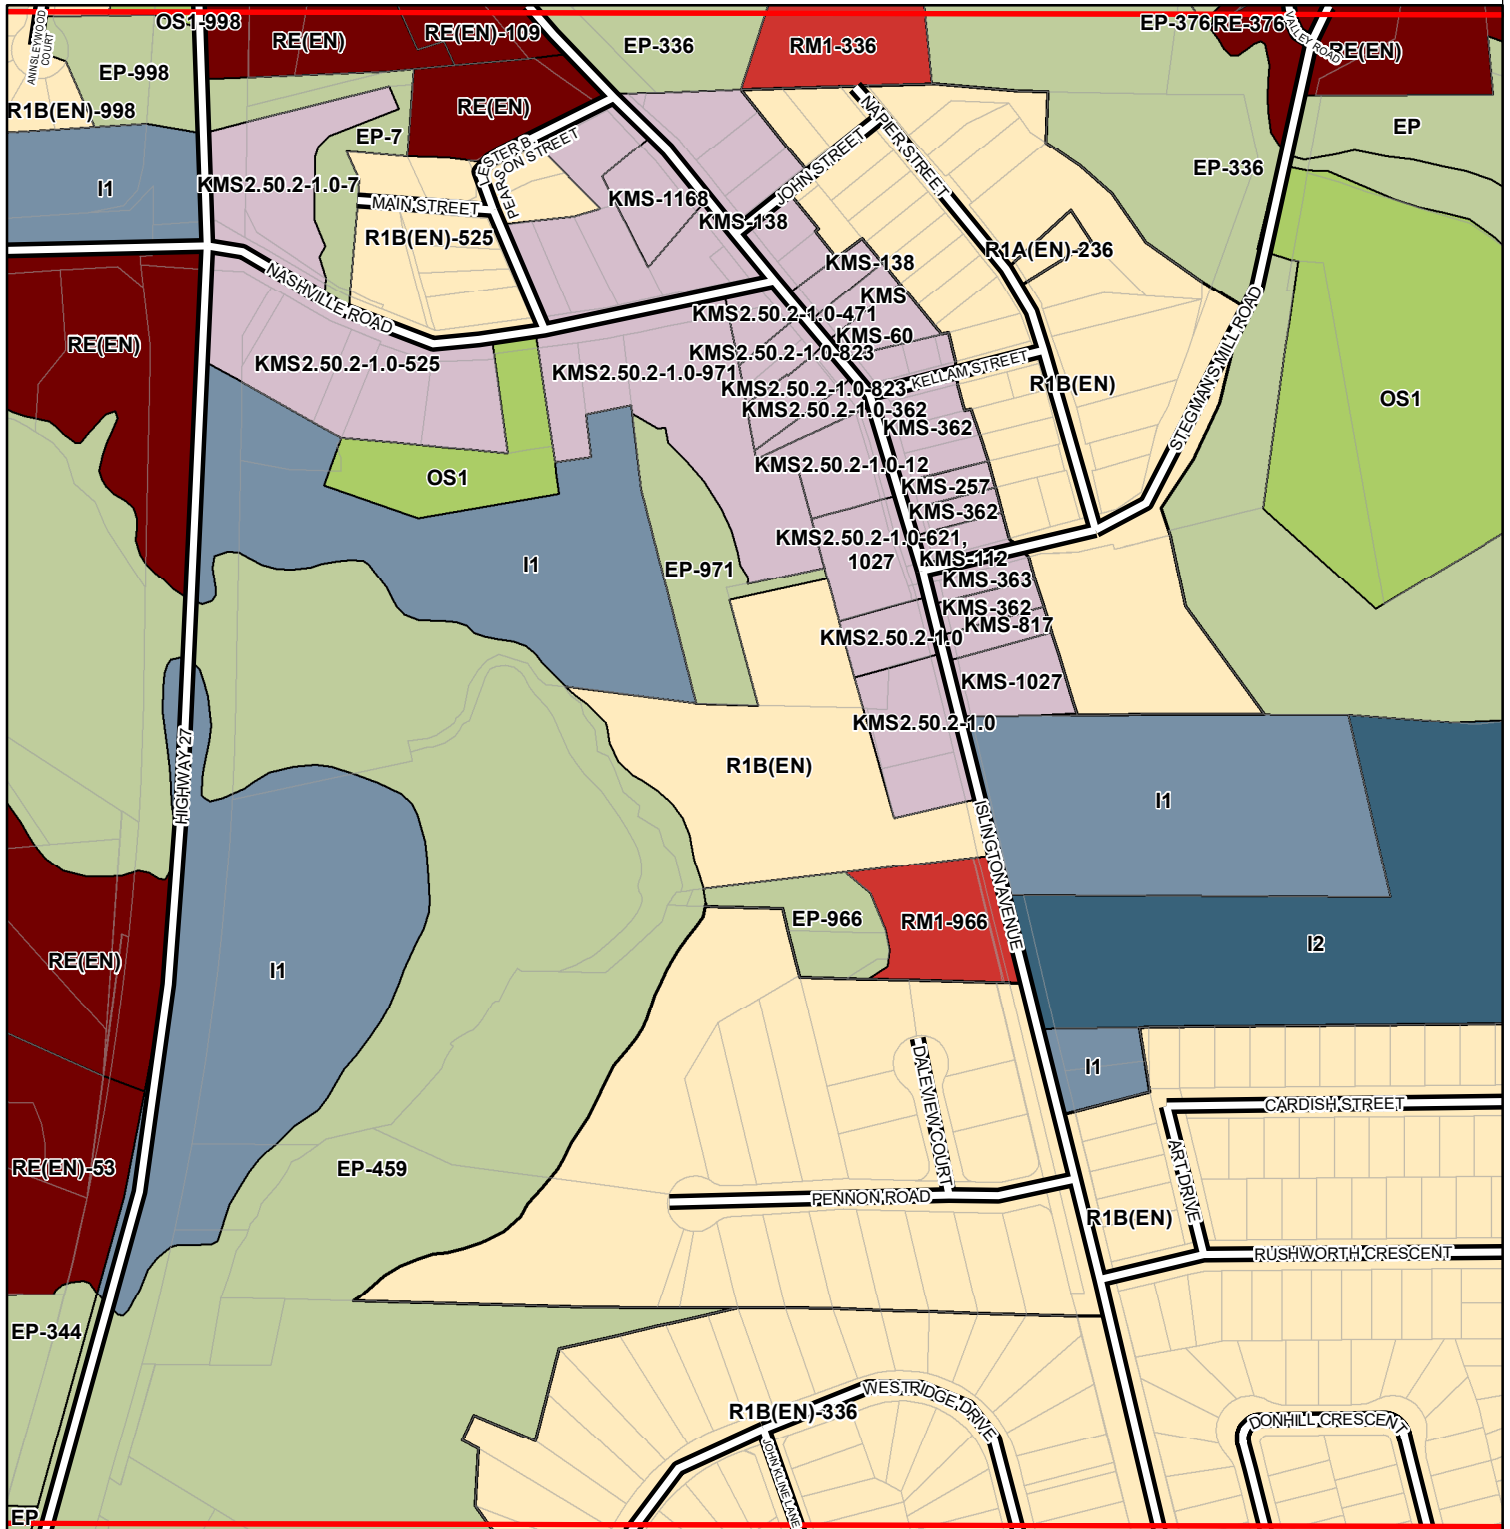 ANNSLEYWOOD
COURT
OS1-998
RE(EN)
RE(EN)-109
EP-336
RM1-336
EP-376
RE-376
VALLEY ROAD
RE(EN)
EP-998
R1B(EN)-998
RE(EN)
EP-7
EP
LESTER B.
PEARSON STREET
NAPIER STREET
JOHN STREET
EP-336
I1
KMS2.50.2-1.0-7
KMS-1168
MAIN STREET
KMS-138
R1B(EN)-525
R1A(EN)-236
KMS-138
NASHVILLE ROAD
KMS
KMS2.50.2-1.0-471
KMS-60
RE(EN)
STEGMAN'S MILL ROAD
KMS2.50.2-1.0-823
KMS2.50.2-1.0-525
KMS2.50.2-1.0-971
KELLAM STREET
R1B(EN)
KMS2.50.2-1.0-823
OS1
KMS2.50.2-1.0-362
KMS-362
KMS2.50.2-1.0-12
OS1
KMS-257
KMS-362
KMS2.50.2-1.0-621,
1027
KMS-112
I1
EP-971
KMS-363
KMS-362
KMS-817
KMS2.50.2-1.0
KMS-1027
KMS2.50.2-1.0
HIGHWAY 27
R1B(EN)
I1
ISLINGTON AVENUE
EP-966
RM1-966
I2
RE(EN)
I1
I1
DALEVIEW COURT
CARDISH STREET
ART DRIVE
RE(EN)-53
EP-459
PENNON ROAD
R1B(EN)
RUSHWORTH CRESCENT
EP-344
WESTRIDGE DRIVE
R1B(EN)-336
DONHILL CRESCENT
JOHN KLINE LANE
EP